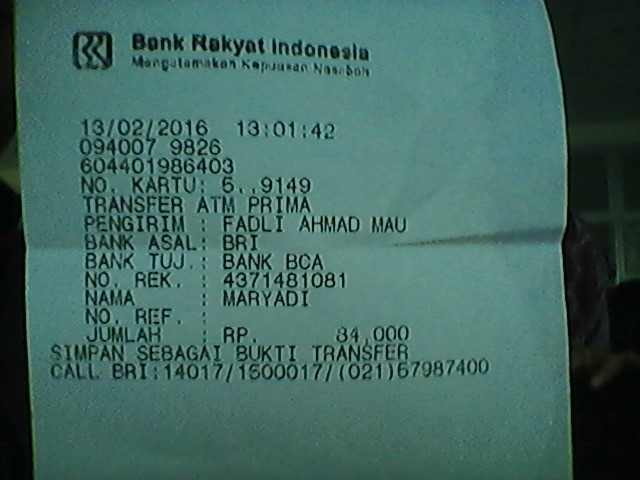 Bank Rakyat Indonesia
Mengutamakan Kepuasan Nasabah
13/02/2016 13:01:42
094007 9826
604401986403
NO. KARTU: 6..9149
TRANSFER ATM PRIMA
PENGIRIM : FADLI AHMAD MAU
BANK ASAL: BRI
BANK TUJ.: BANK BCA
NO. REK. : 4371481081
NAMA : MARYADI
NO. REF. :
JUMLAH : RP. 84,000
SIMPAN SEBAGAI BUKTI TRANSFER
CALL BRI:14017/1500017/(021)57987400